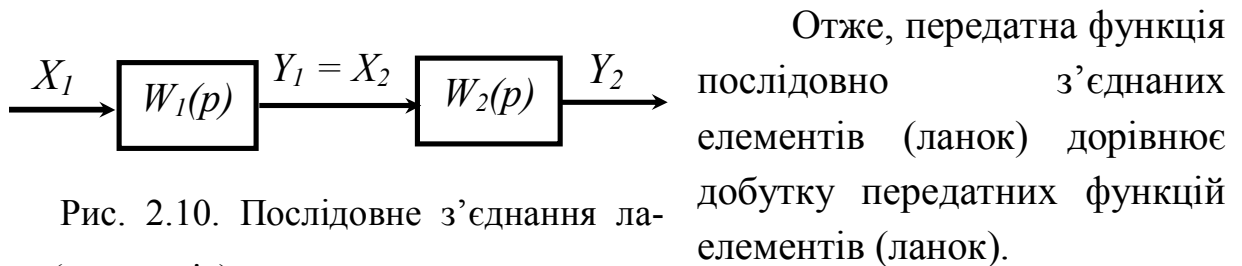 X₁ W₁(p) Y₁ = X₂ W₂(p) Y₂
Рис. 2.10. Послідовне з’єднання ла-
Отже, передатна функція
послідовно з’єднаних
елементів (ланок) дорівнює
добутку передатних функцій
елементів (ланок).